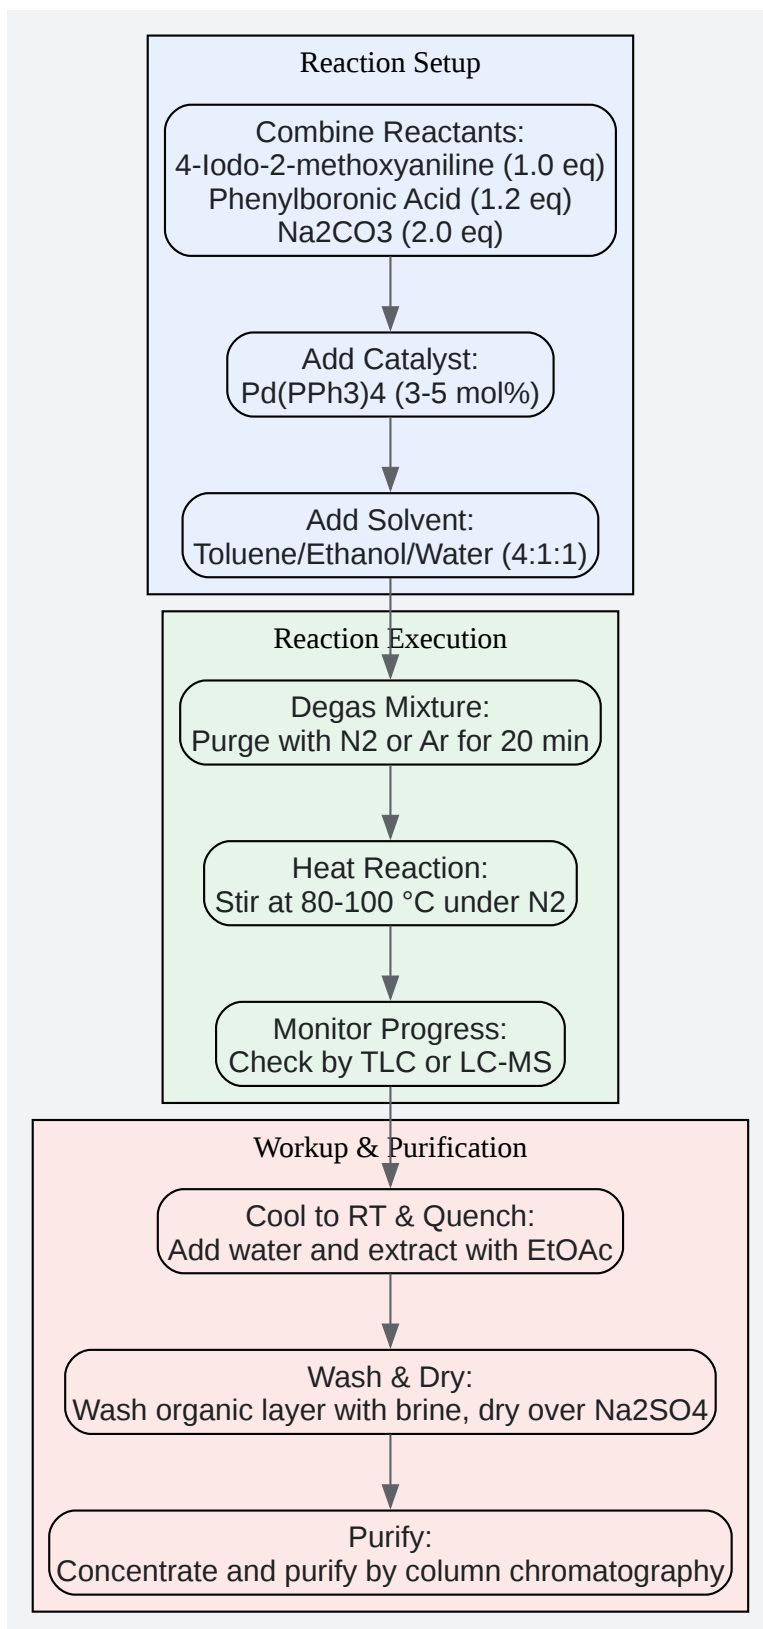 Reaction Setup
Combine Reactants:
4-Iodo-2-methoxyaniline (1.0 eq)
Phenylboronic Acid (1.2 eq)
Na2CO3 (2.0 eq)
Add Catalyst:
Pd(PPh3)4 (3-5 mol%)
Add Solvent:
Toluene/Ethanol/Water (4:1:1)
Reaction Execution
Degas Mixture:
Purge with N2 or Ar for 20 min
Heat Reaction:
Stir at 80-100 °C under N2
Monitor Progress:
Check by TLC or LC-MS
Workup & Purification
Cool to RT & Quench:
Add water and extract with EtOAc
Wash & Dry:
Wash organic layer with brine, dry over Na2SO4
Purify:
Concentrate and purify by column chromatography